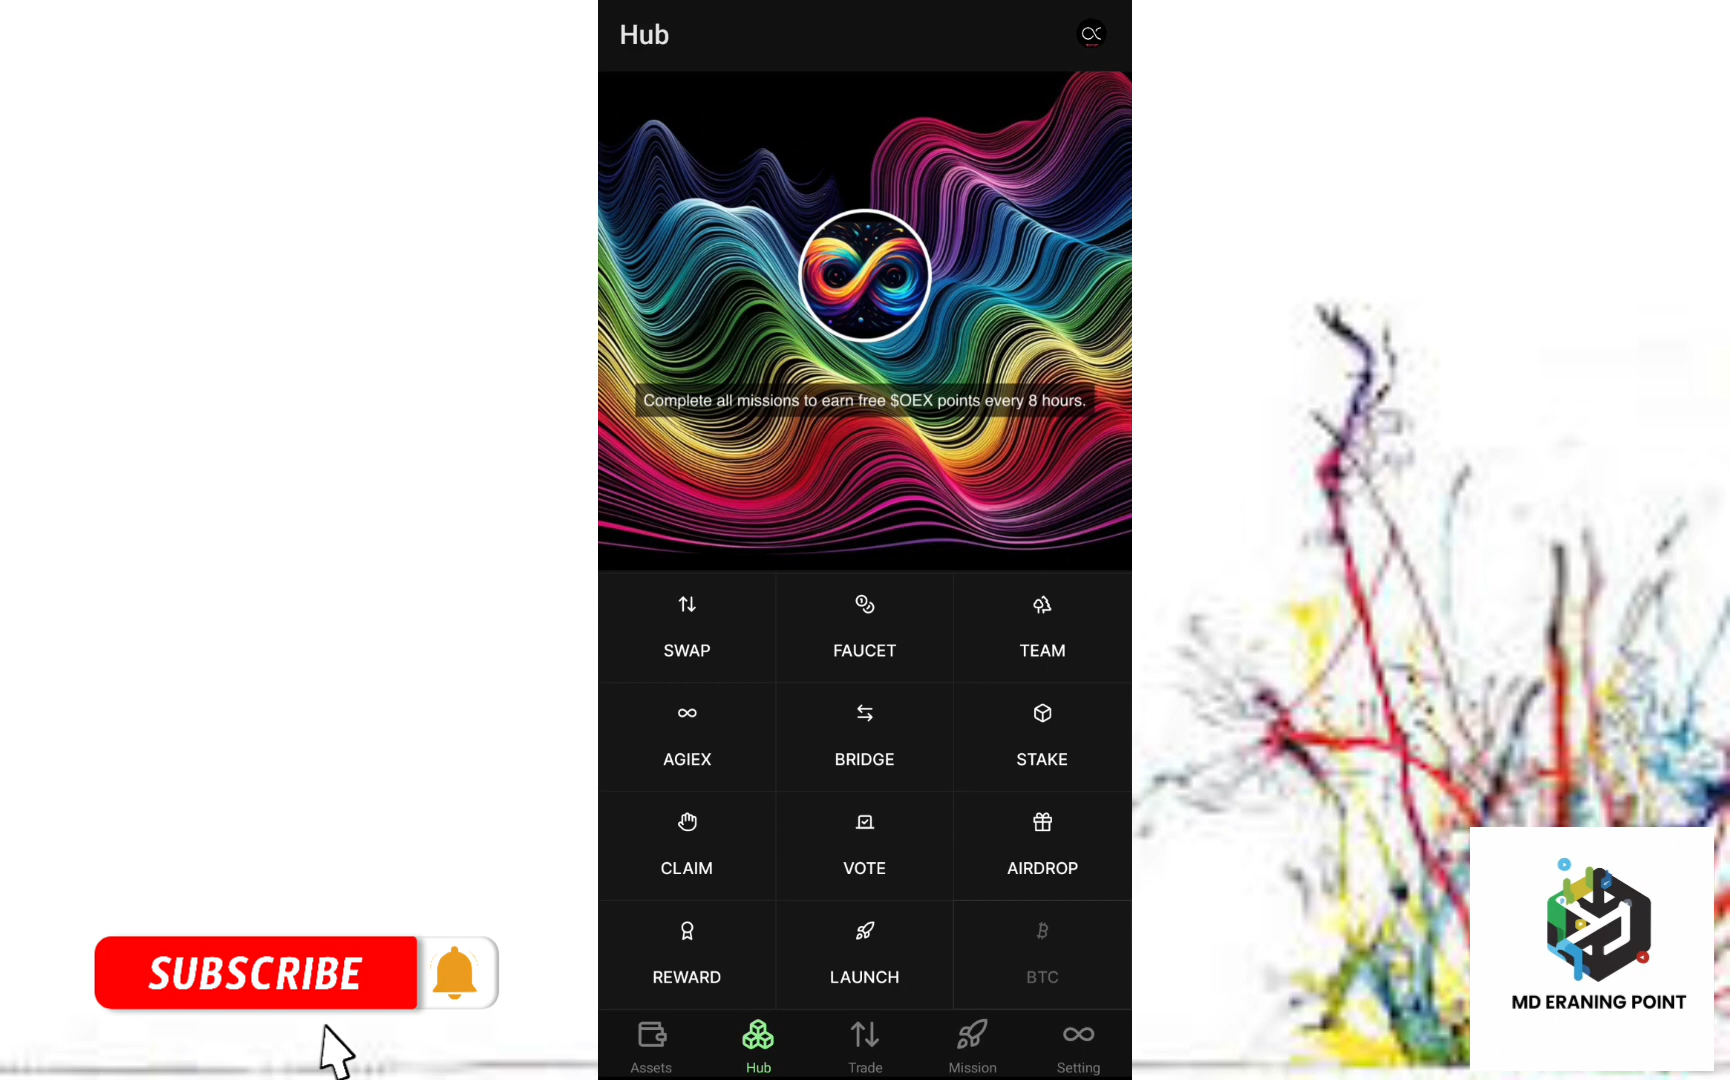 Hub
Complete all missions to earn free $OEX points every 8 hours.
SWAP
FAUCET
TEAM
AGIEX
BRIDGE
STAKE
CLAIM
VOTE
AIRDROP
REWARD
LAUNCH
BTC
Assets
Hub
Trade
Mission
Setting
SUBSCRIBE
MD ERANING POINT